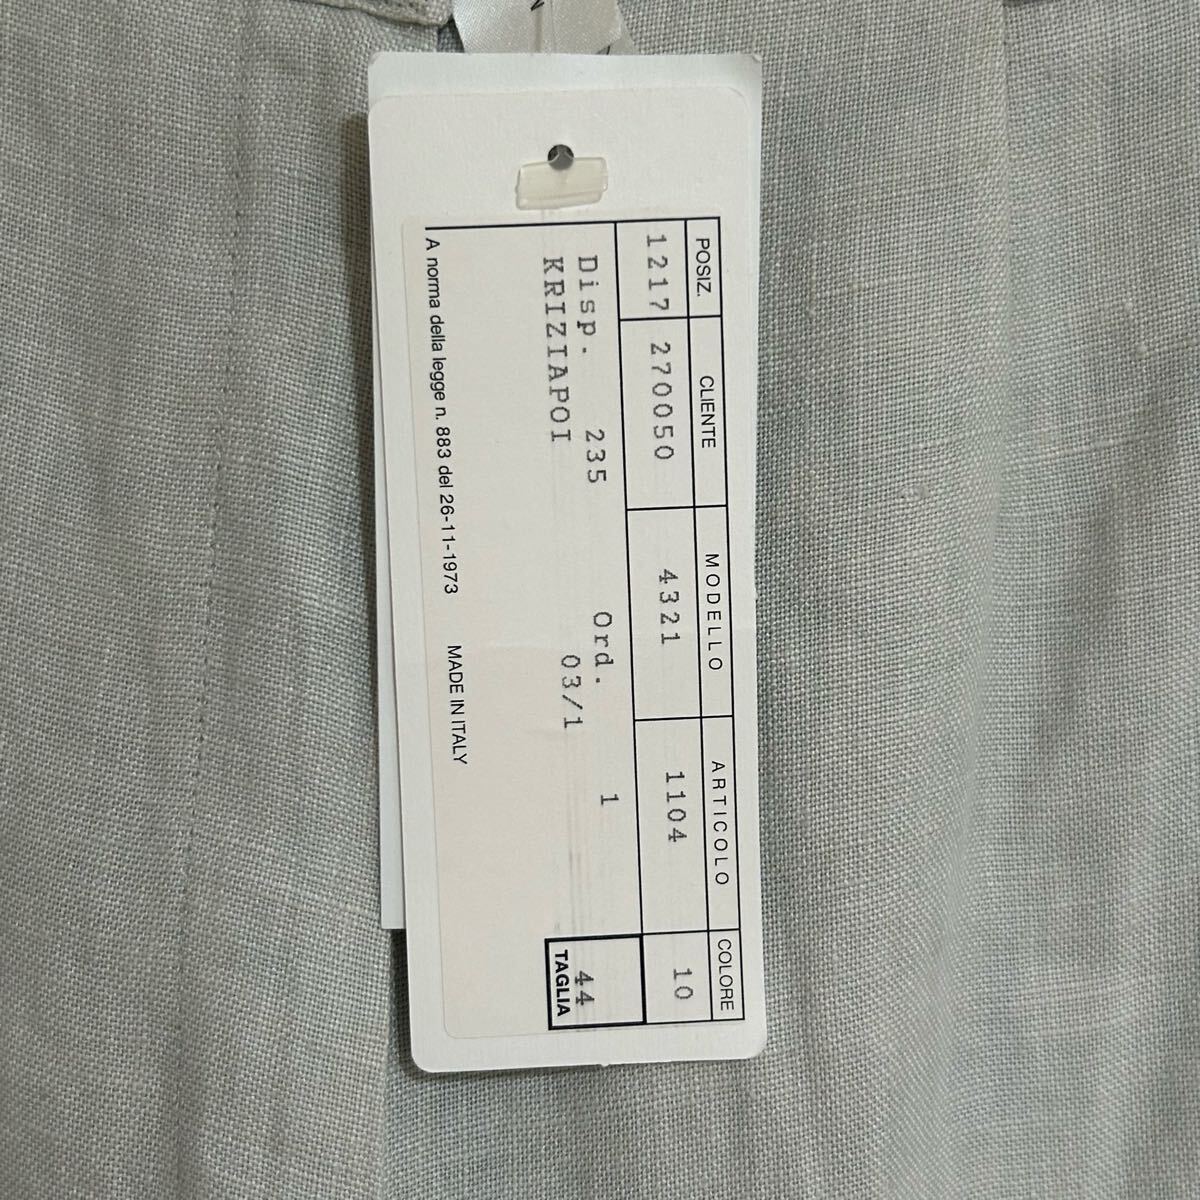 POSIZ. CLIENTE MODELLO ARTICOLO COLORE
1217 270050 4321 1104 10
Disp. 235 Ord. 1 44
KRIZIAPOI 03/1 TAGLIA
A norma della legge n. 883 del 26-11-1973 MADE IN ITALY